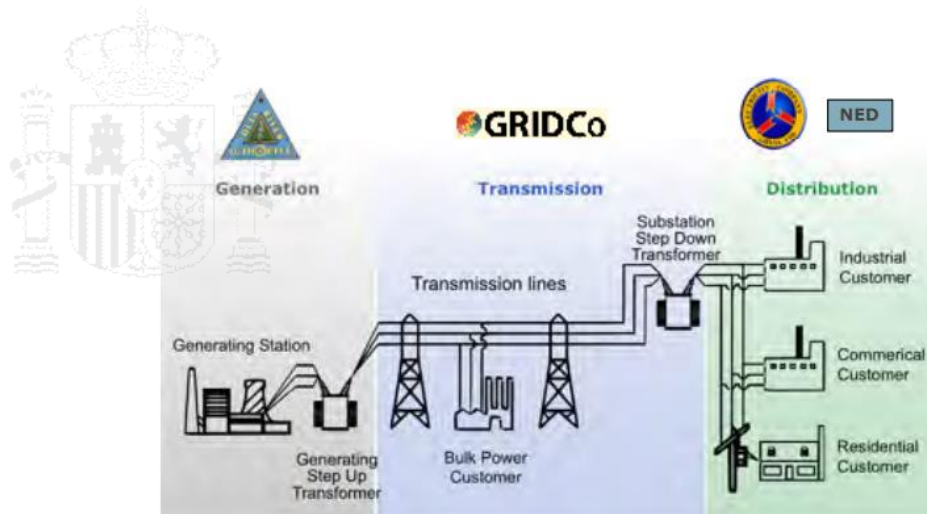 GRIDCo
NED
Generation
Transmission
Distribution
Substation
Step Down
Transformer
Industrial
Customer
Transmission lines
Generating Station
Commerical
Customer
Generating
Step Up
Transformer
Bulk Power
Customer
Residential
Customer